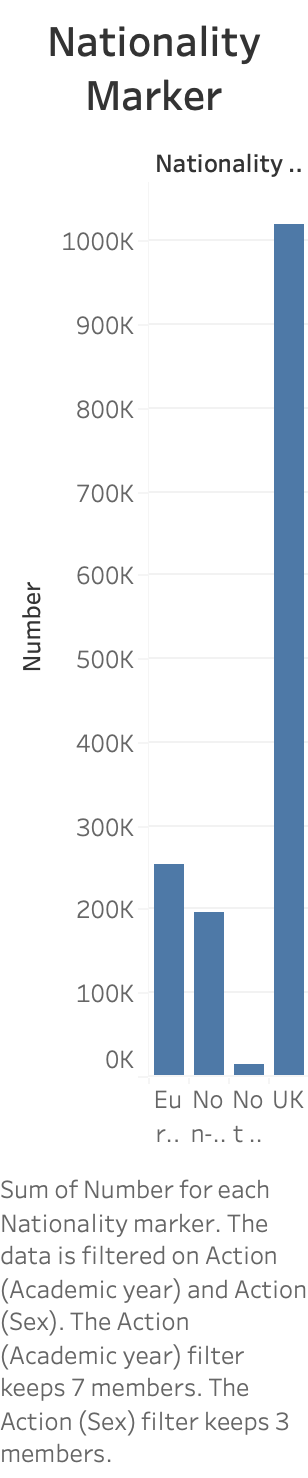 Nationality
Marker
Nationality ..
1000K
900K
800K
700K
600K
500K
400K
300K
200K
100K
0K
Number
Eu No No UK
r.. n-.. t ..
Sum of Number for each
Nationality marker. The
data is filtered on Action
(Academic year) and Action
(Sex). The Action
(Academic year) filter
keeps 7 members. The
Action (Sex) filter keeps 3
members.